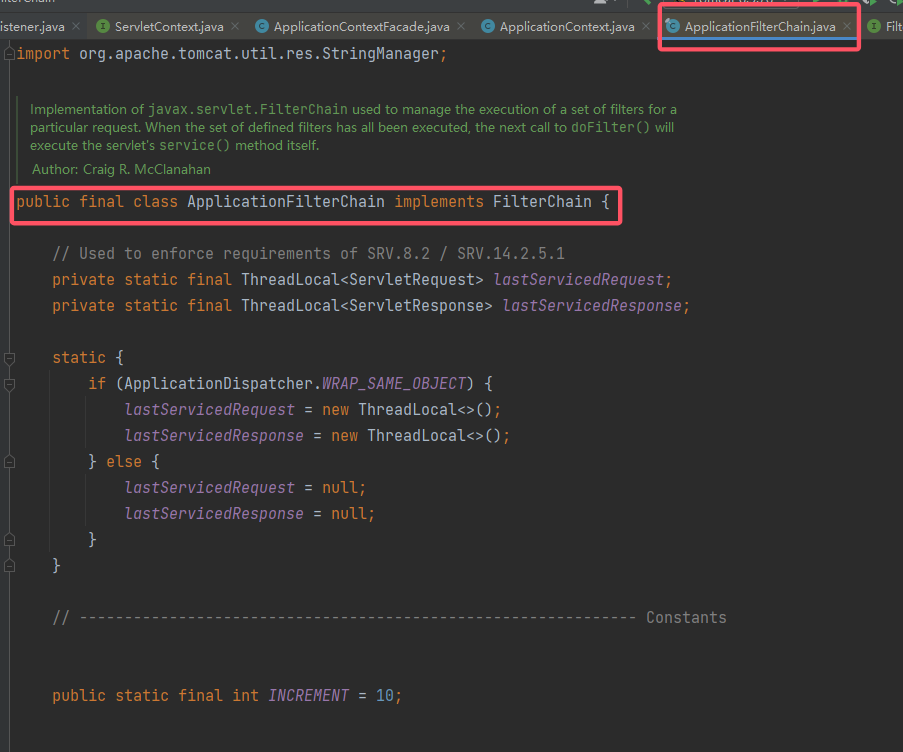 istener.java ServletContext.java ApplicationContextFacade.java ApplicationContext.java ApplicationFilterChain.java
import org.apache.tomcat.util.res.StringManager;
Implementation of javax.servlet.FilterChain used to manage the execution of a set of filters for a
particular request. When the set of defined filters has all been executed, the next call to doFilter() will
execute the servlet's service() method itself.
Author: Craig R. McClanahan
public final class ApplicationFilterChain implements FilterChain {
// Used to enforce requirements of SRV.8.2 / SRV.14.2.5.1
private static final ThreadLocal<ServletRequest> lastServicedRequest;
private static final ThreadLocal<ServletResponse> lastServicedResponse;
static {
if (ApplicationDispatcher.WRAP_SAME_OBJECT) {
lastServicedRequest = new ThreadLocal<>();
lastServicedResponse = new ThreadLocal<>();
} else {
lastServicedRequest = null;
lastServicedResponse = null;
}
}
// -------------------------------------------------------------- Constants
public static final int INCREMENT = 10;